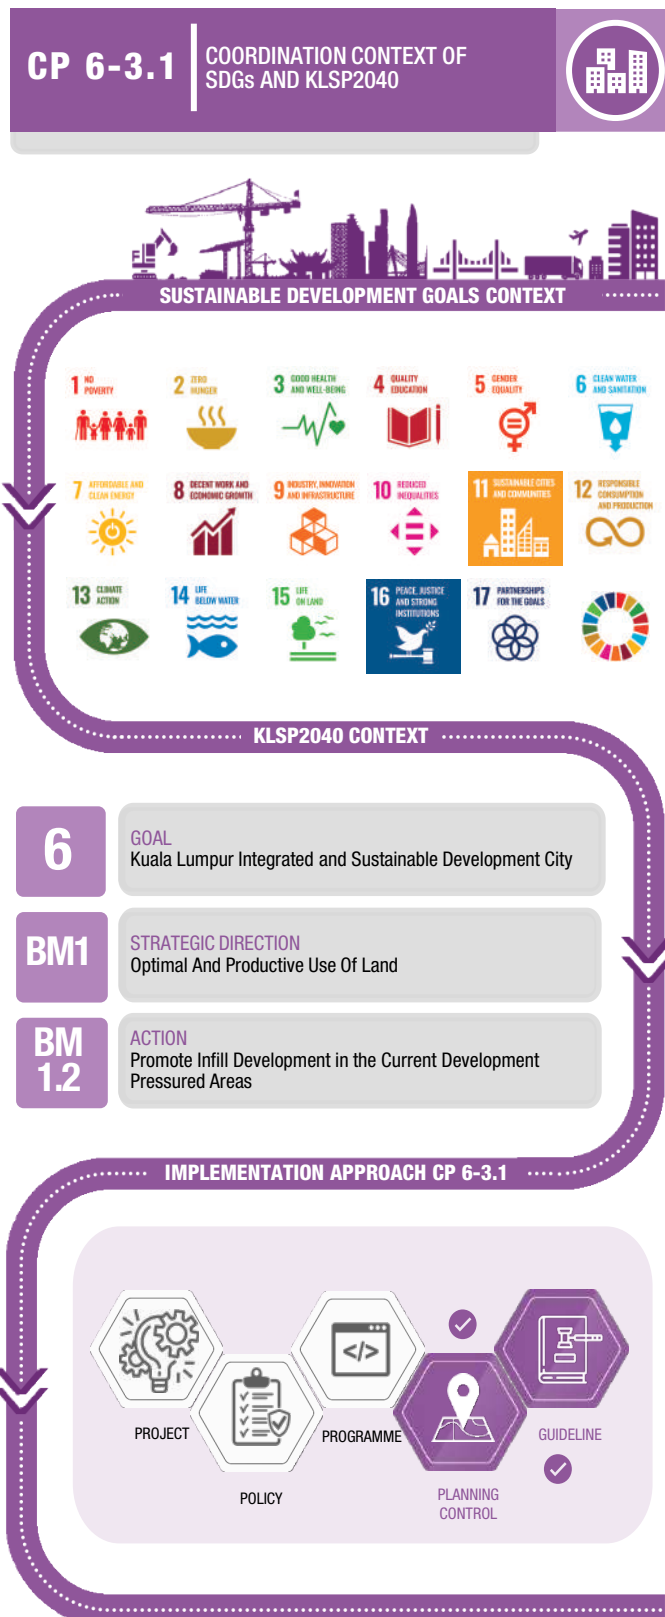 CP 6-3.1
COORDINATION CONTEXT OF
SDGs AND KLSP2040
SUSTAINABLE DEVELOPMENT GOALS CONTEXT
1 NO
POVERTY
2 ZERO
HUNGER
3 GOOD HEALTH
AND WELL-BEING
4 QUALITY
EDUCATION
5 GENDER
EQUALITY
6 CLEAN WATER
AND SANITATION
7 AFFORDABLE AND
CLEAN ENERGY
8 DECENT WORK AND
ECONOMIC GROWTH
9 INDUSTRY, INNOVATION
AND INFRASTRUCTURE
10 REDUCED
INEQUALITIES
11 SUSTAINABLE CITIES
AND COMMUNITIES
12 RESPONSIBLE
CONSUMPTION
AND PRODUCTION
13 CLIMATE
ACTION
14 LIFE
BELOW WATER
15 LIFE
ON LAND
16 PEACE, JUSTICE
AND STRONG
INSTITUTIONS
17 PARTNERSHIPS
FOR THE GOALS
KLSP2040 CONTEXT
6
GOAL
Kuala Lumpur Integrated and Sustainable Development City
BM1
STRATEGIC DIRECTION
Optimal And Productive Use Of Land
BM
1.2
ACTION
Promote Infill Development in the Current Development
Pressured Areas
IMPLEMENTATION APPROACH CP 6-3.1
</>
PROJECT
PROGRAMME
GUIDELINE
POLICY
PLANNING
CONTROL